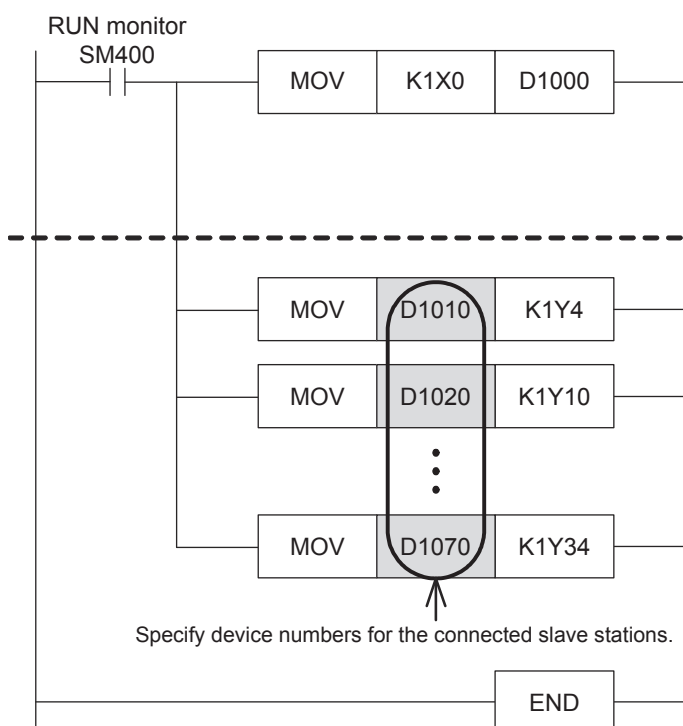 RUN monitor
SM400
MOV K1X0 D1000
MOV D1010 K1Y4
MOV D1020 K1Y10
MOV D1070 K1Y34
Specify device numbers for the connected slave stations.
END